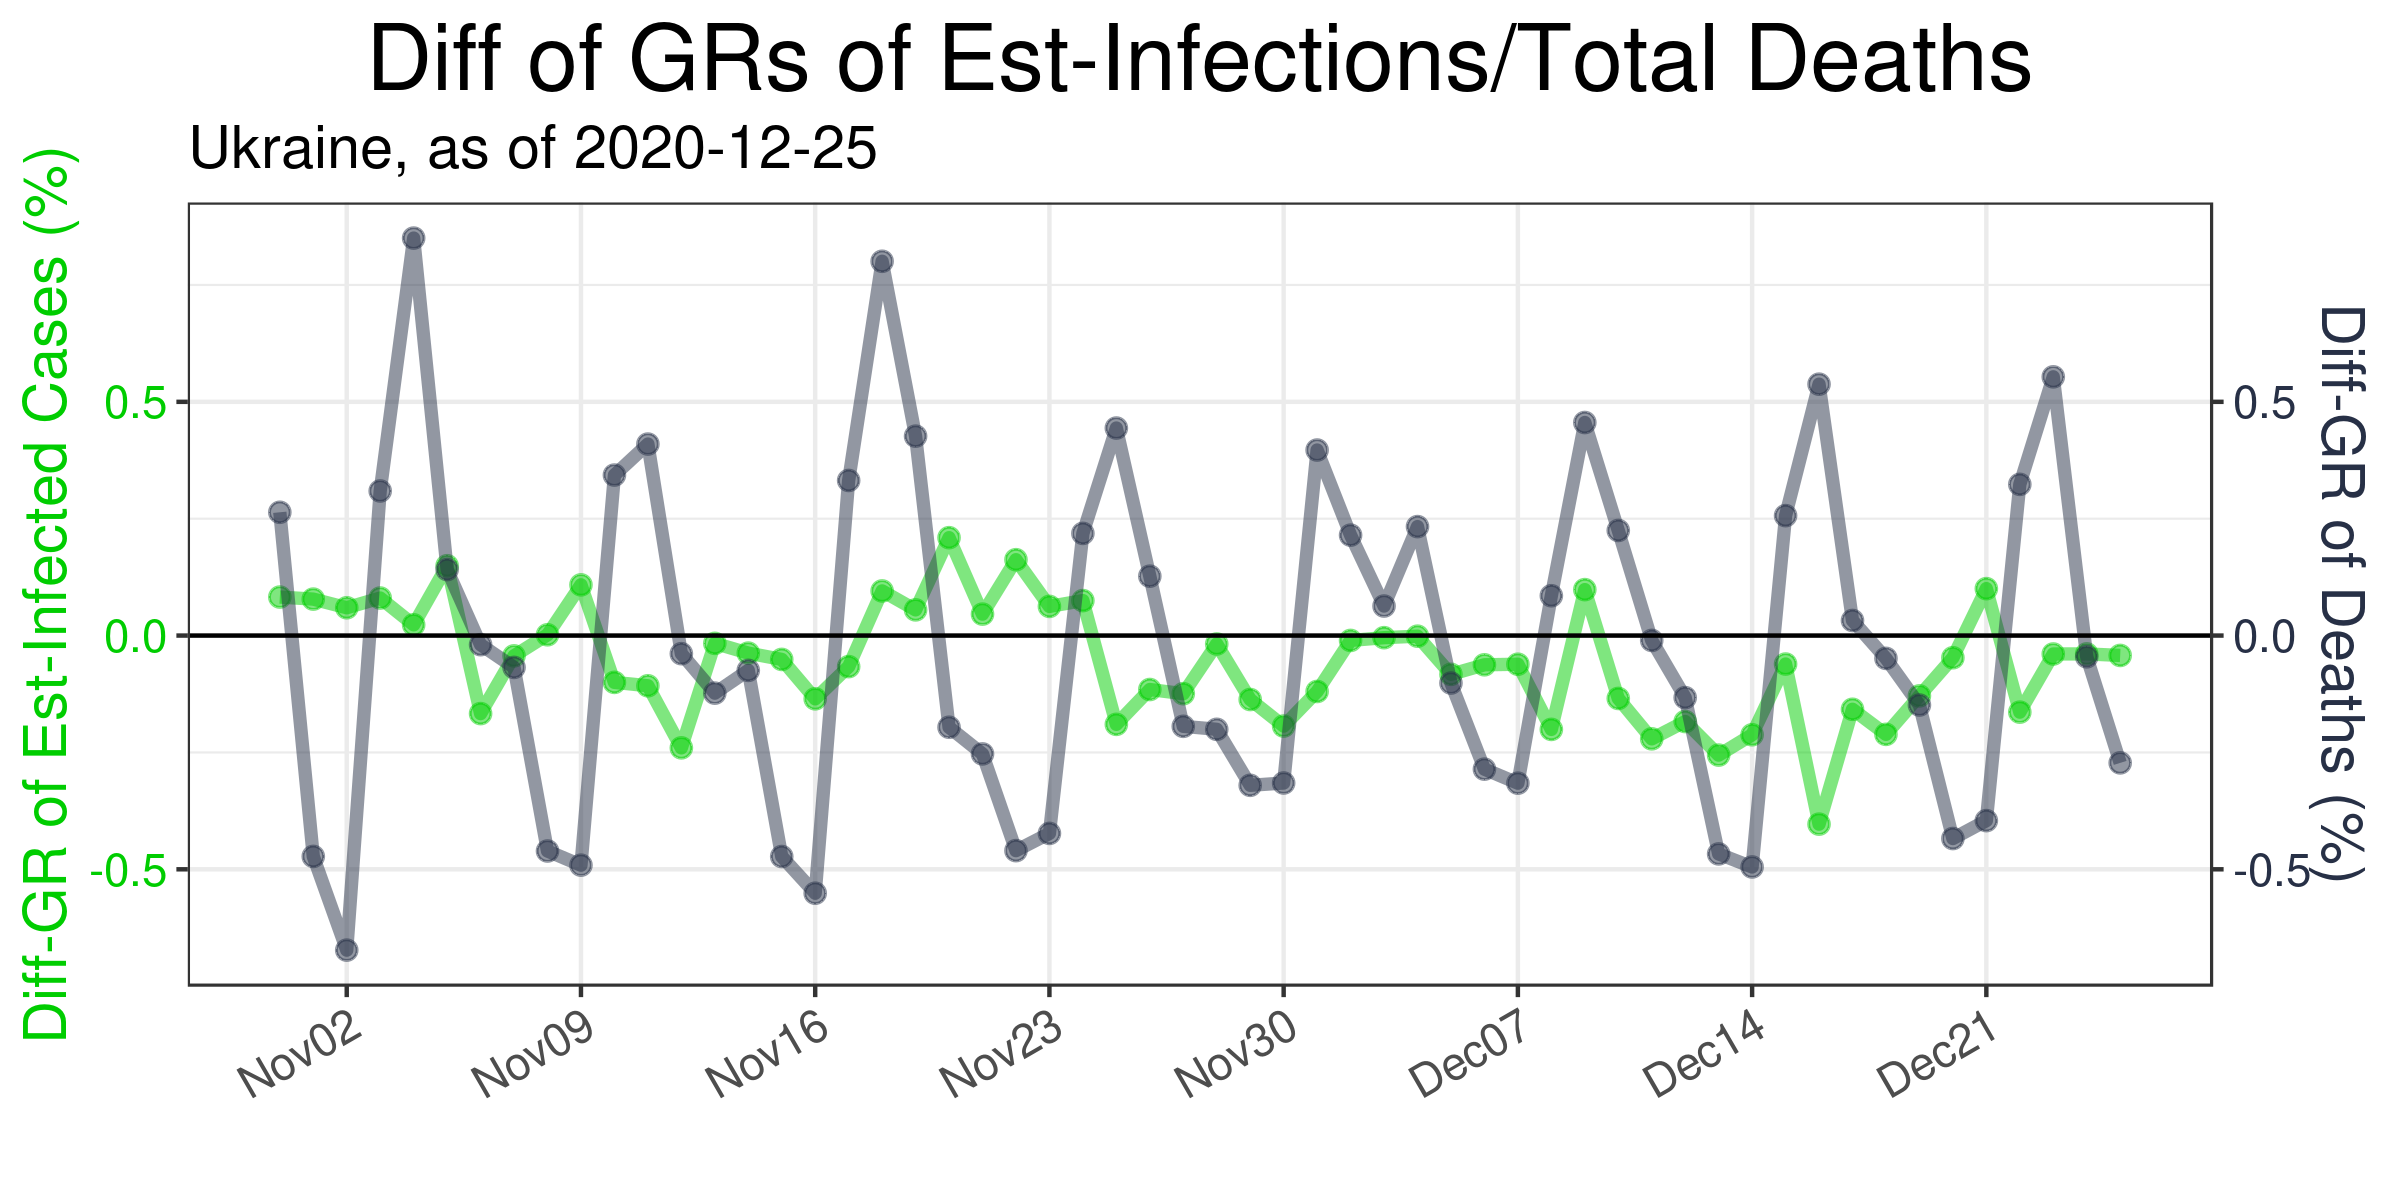 Diff of GRs of Est-Infections/Total Deaths
Ukraine, as of 2020-12-25
Diff-GR of Est-Infected Cases (%)
0.5
0.0
-0.5
0.5
0.0
-0.5
Diff-GR of Deaths (%)
Nov02
Nov09
Nov16
Nov23
Nov30
Dec07
Dec14
Dec21